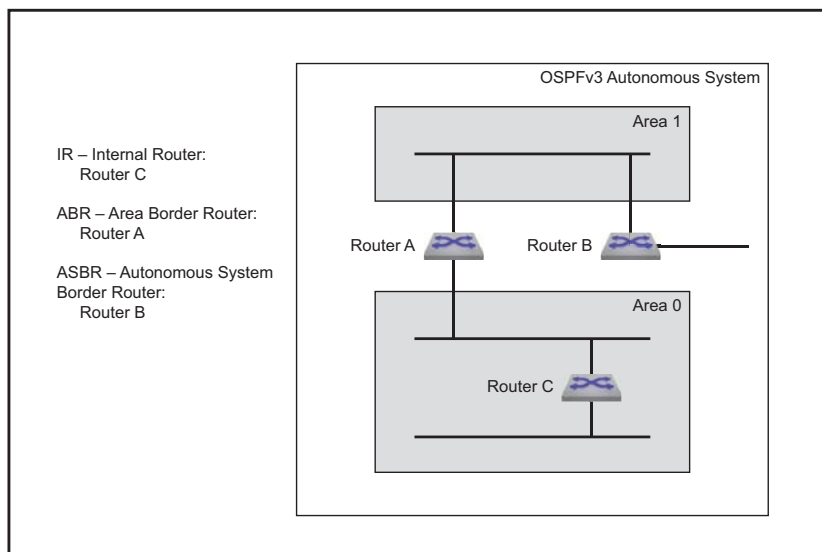 OSPFv3 Autonomous System
Area 1
IR – Internal Router:
Router C
ABR – Area Border Router:
Router A
ASBR – Autonomous System
Border Router:
Router B
Router A
Router B
Area 0
Router C